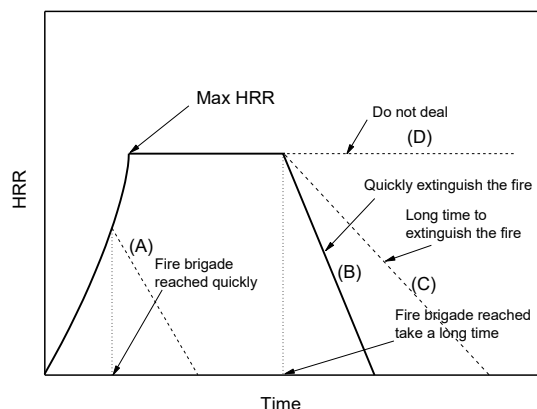 Max HRR
Do not deal
(D)
Quickly extinguish the fire
Long time to
extinguish the fire
(A)
Fire brigade
reached quickly
(B)
(C)
Fire brigade reached
take a long time
HRR
Time